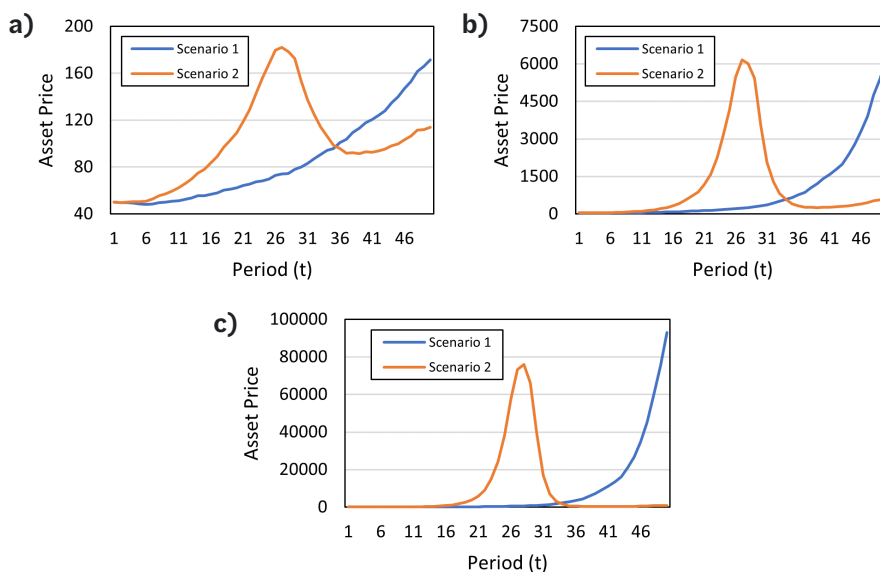 a)
200
160
120
80
40
Asset Price
Scenario 1
Scenario 2
1 6 11 16 21 26 31 36 41 46
Period (t)
b)
7500
6000
4500
3000
1500
0
Asset Price
Scenario 1
Scenario 2
1 6 11 16 21 26 31 36 41 46
Period (t)
c)
100000
80000
60000
40000
20000
0
Asset Price
Scenario 1
Scenario 2
1 6 11 16 21 26 31 36 41 46
Period (t)